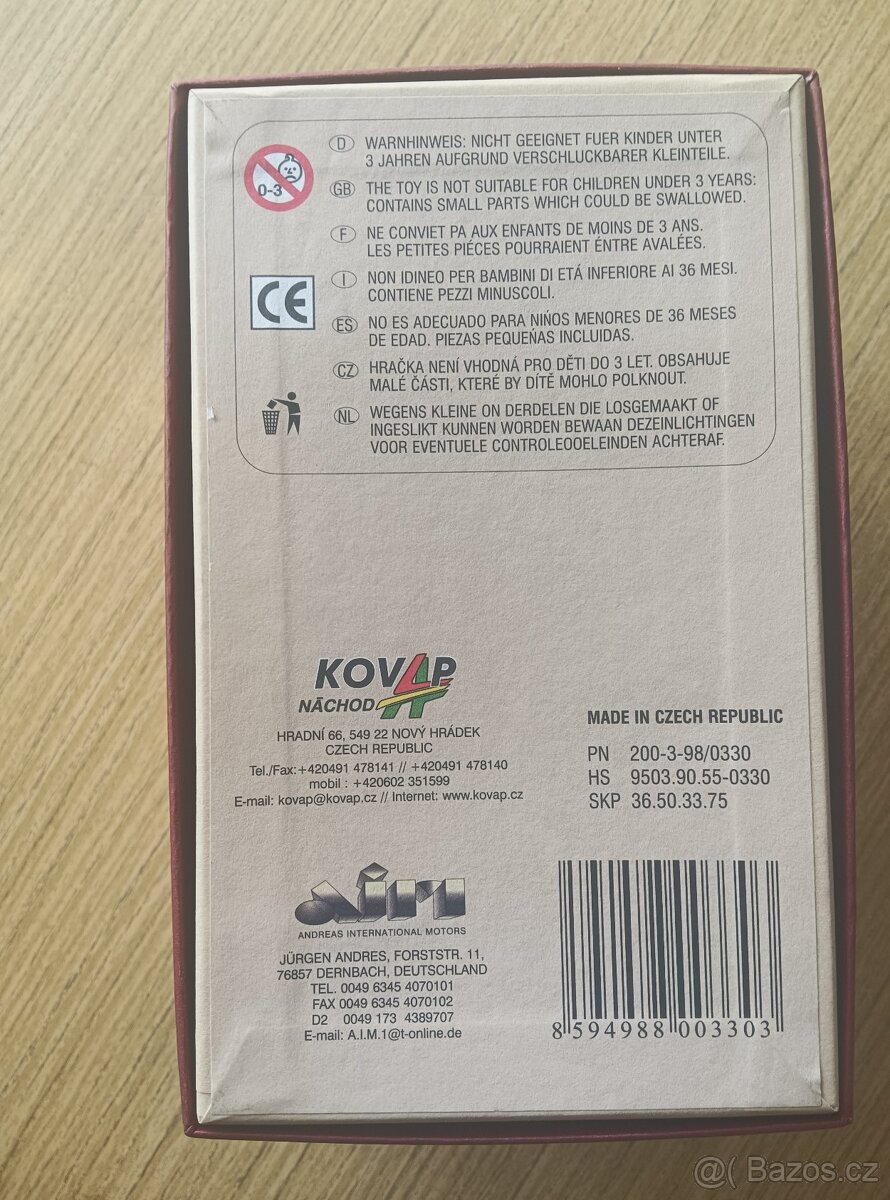 0-3
D WARNHINWEIS: NICHT GEEIGNET FUER KINDER UNTER
3 JAHREN AUFGRUND VERSCHLUCKBARER KLEINTEILE.
GB THE TOY IS NOT SUITABLE FOR CHILDREN UNDER 3 YEARS:
CONTAINS SMALL PARTS WHICH COULD BE SWALLOWED.
F NE CONVIET PA AUX ENFANTS DE MOINS DE 3 ANS.
LES PETITES PIÉCES POURRAIENT ÉNTRE AVALÉES.
CE
I NON IDINEO PER BAMBINI DI ETÁ INFERIORE AI 36 MESI.
CONTIENE PEZZI MINUSCOLI.
ES NO ES ADECUADO PARA NIŃOS MENORES DE 36 MESES
DE EDAD. PIEZAS PEQUEŃAS INCLUIDAS.
CZ HRAČKA NENÍ VHODNÁ PRO DĚTI DO 3 LET. OBSAHUJE
MALÉ ČÁSTI, KTERÉ BY DÍTĚ MOHLO POLKNOUT.
NL WEGENS KLEINE ON DERDELEN DIE LOSGEMAAKT OF
INGESLIKT KUNNEN WORDEN BEWAAN DEZEINLICHTINGEN
VOOR EVENTUELE CONTROLEOOELEINDEN ACHTERAF.
KOVAP
NÁCHOD
HRADNÍ 66, 549 22 NOVÝ HRÁDEK
CZECH REPUBLIC
Tel./Fax:+420491 478141 // +420491 478140
mobil : +420602 351599
E-mail: kovap@kovap.cz // Internet: www.kovap.cz
MADE IN CZECH REPUBLIC
PN 200-3-98/0330
HS 9503.90.55-0330
SKP 36.50.33.75
AIM
ANDREAS INTERNATIONAL MOTORS
JÜRGEN ANDRES, FORSTSTR. 11,
76857 DERNBACH, DEUTSCHLAND
TEL. 0049 6345 4070101
FAX 0049 6345 4070102
D2 0049 173 4389707
E-mail: A.I.M.1@t-online.de
8 594988 003303
@( Bazos.cz